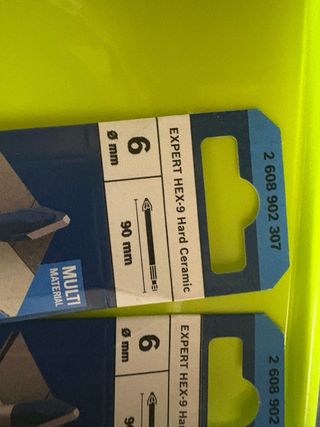 2 608 902 307
EXPERT HEX-9 Hard Ceramic
6
Ø mm
90 mm
MULTI
MATERIAL
2 608 902
EXPERT HEX-9 Ha
6
Ø mm